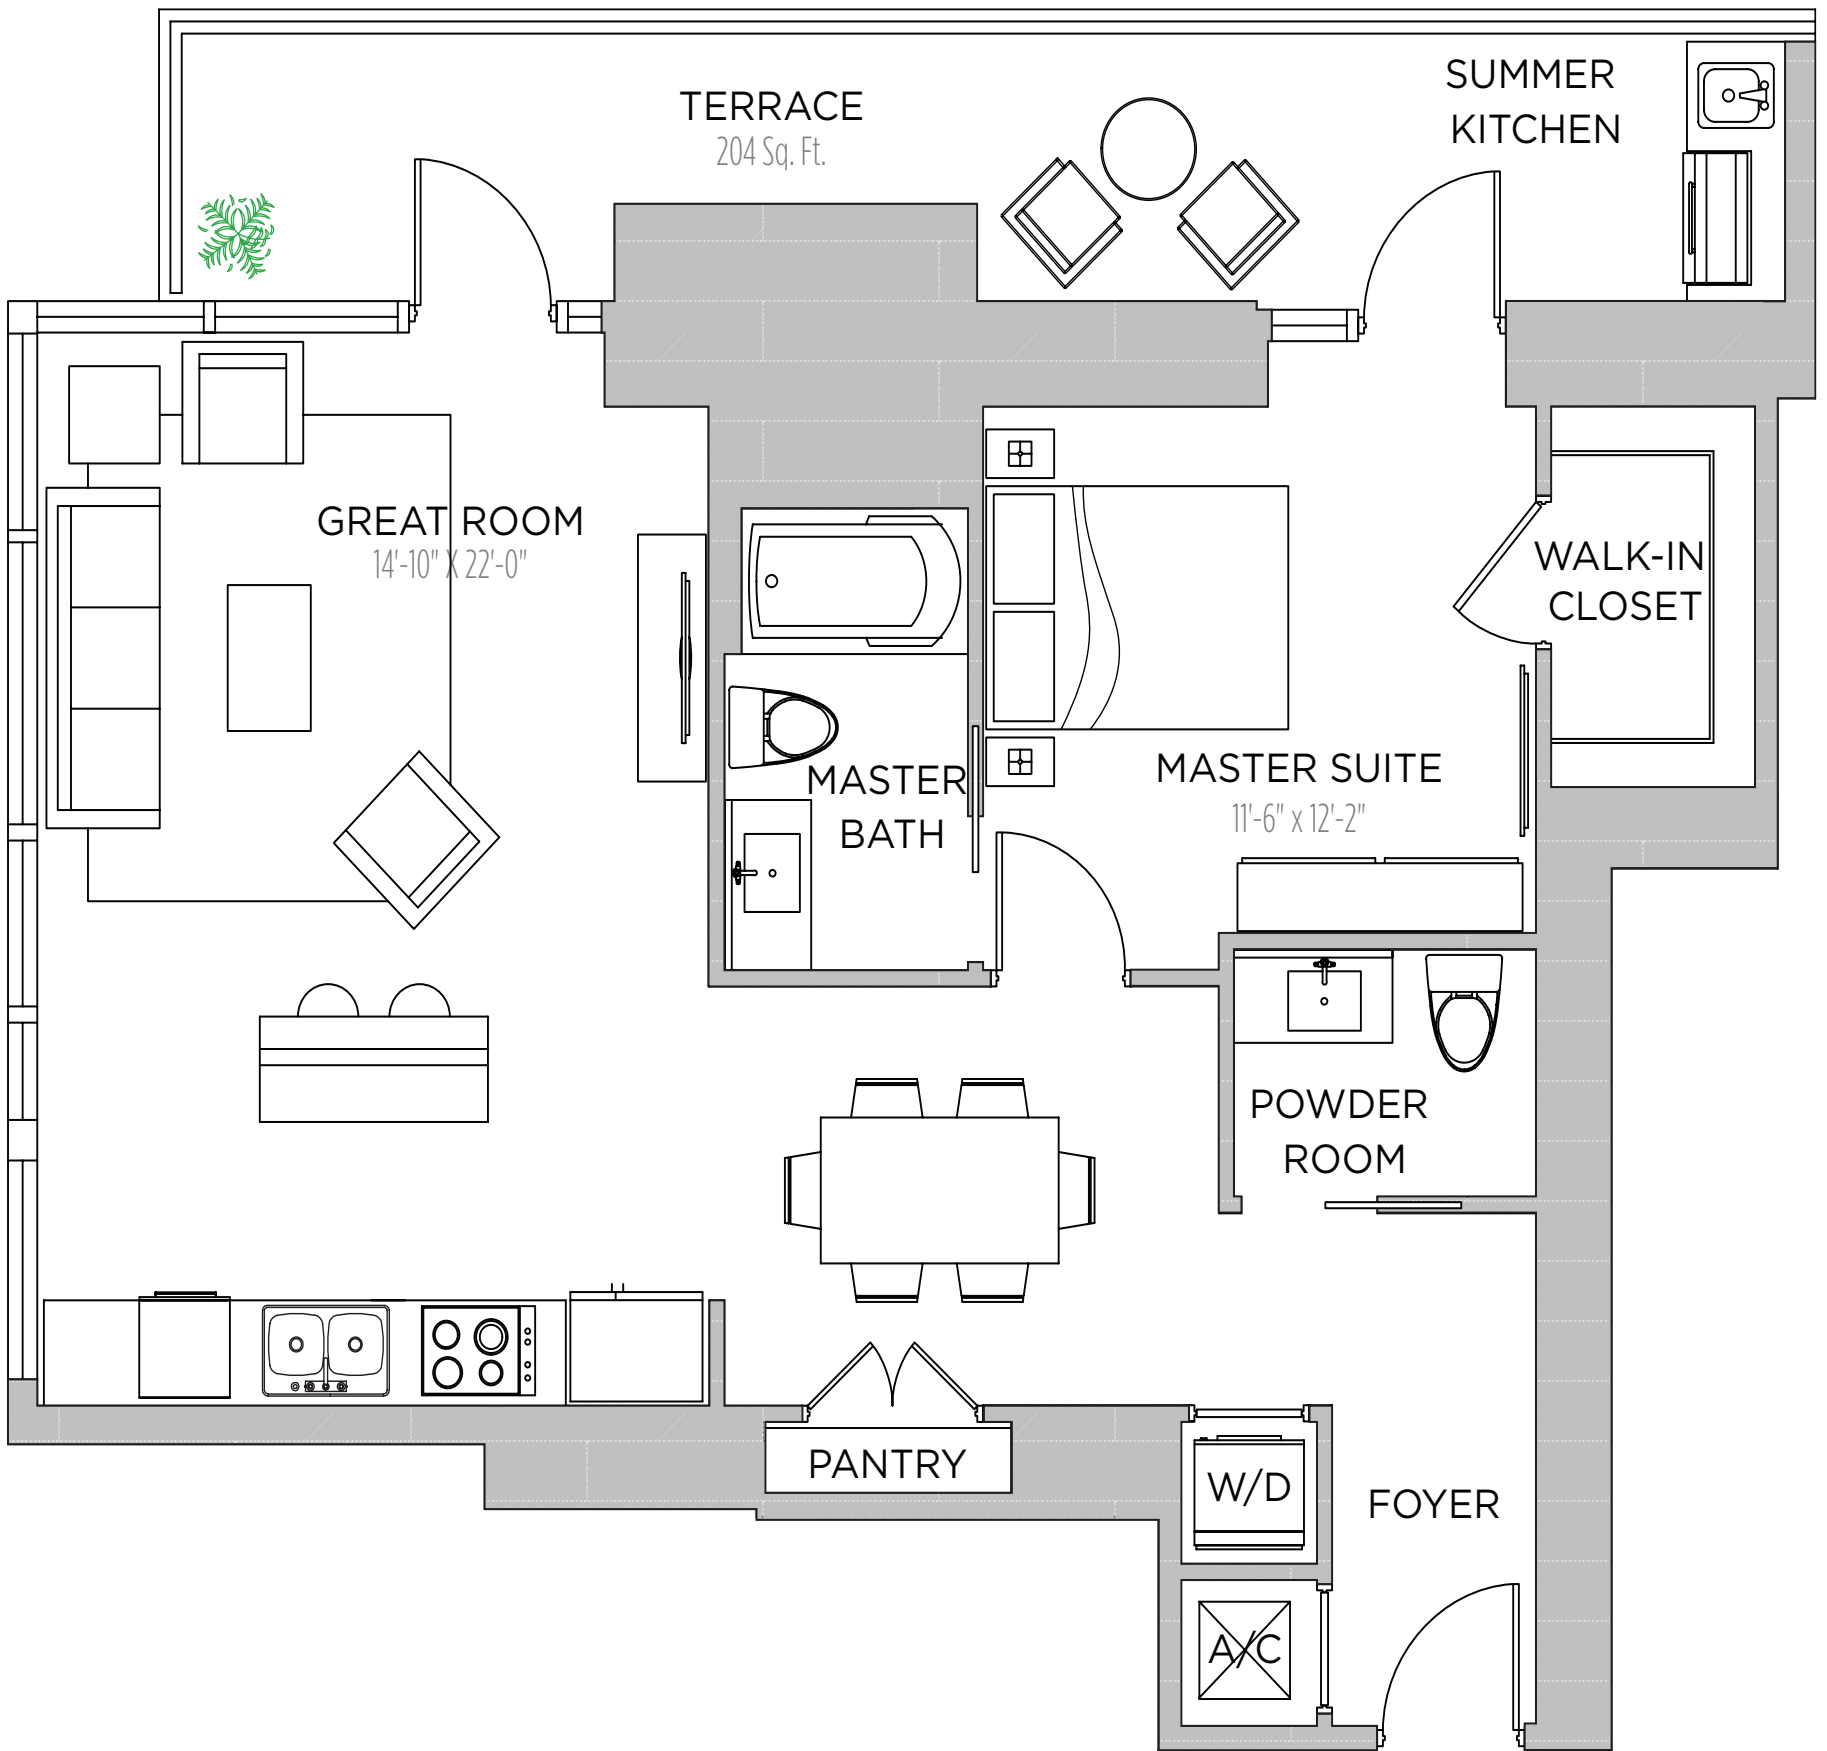 SUMMER
KITCHEN
TERRACE
204 Sq. Ft.
GREAT ROOM
14'-10" X 22'-0"
WALK-IN
CLOSET
MASTER
BATH
MASTER SUITE
11'-6" x 12'-2"
POWDER
ROOM
PANTRY
W/D
FOYER
A/C